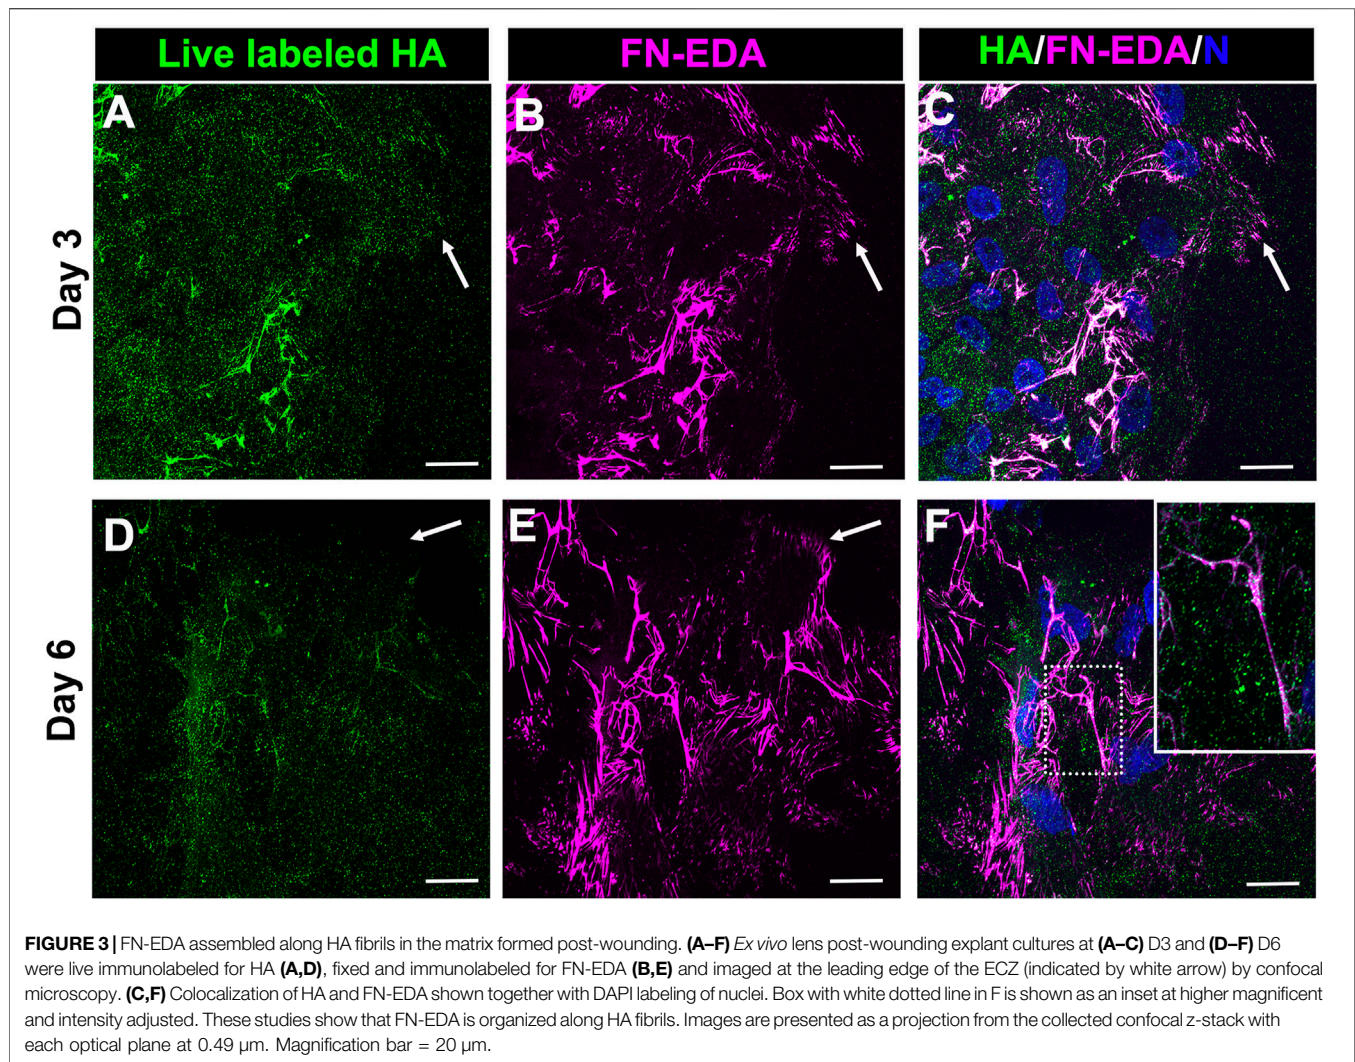 Live labeled HA
FN-EDA
HA/FN-EDA/N
Day 3
A
B
C
Day 6
D
E
F
FIGURE 3 | FN-EDA assembled along HA fibrils in the matrix formed post-wounding. (A–F) Ex vivo lens post-wounding explant cultures at (A–C) D3 and (D–F) D6
were live immunolabeled for HA (A,D), fixed and immunolabeled for FN-EDA (B,E) and imaged at the leading edge of the ECZ (indicated by white arrow) by confocal
microscopy. (C,F) Colocalization of HA and FN-EDA shown together with DAPI labeling of nuclei. Box with white dotted line in F is shown as an inset at higher magnificent
and intensity adjusted. These studies show that FN-EDA is organized along HA fibrils. Images are presented as a projection from the collected confocal z-stack with
each optical plane at 0.49 μm. Magnification bar = 20 μm.